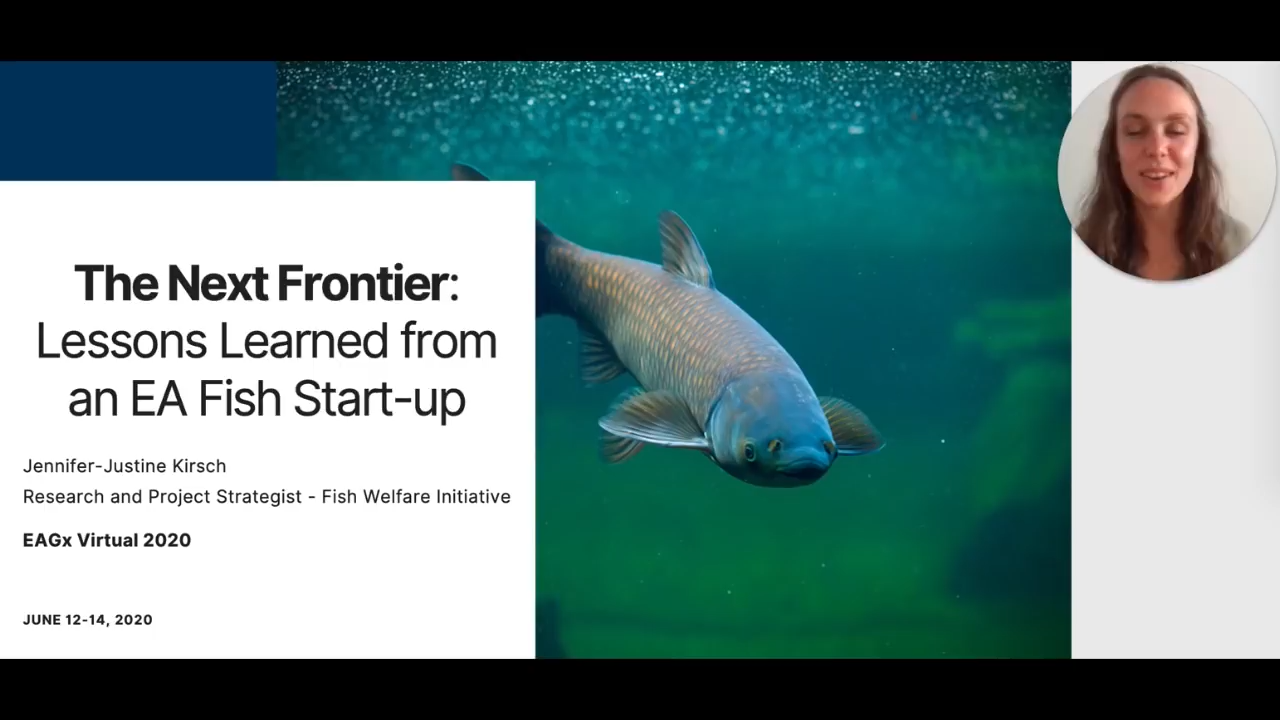 The Next Frontier:
Lessons Learned from
an EA Fish Start-up
Jennifer-Justine Kirsch
Research and Project Strategist - Fish Welfare Initiative
EAGx Virtual 2020
JUNE 12-14, 2020